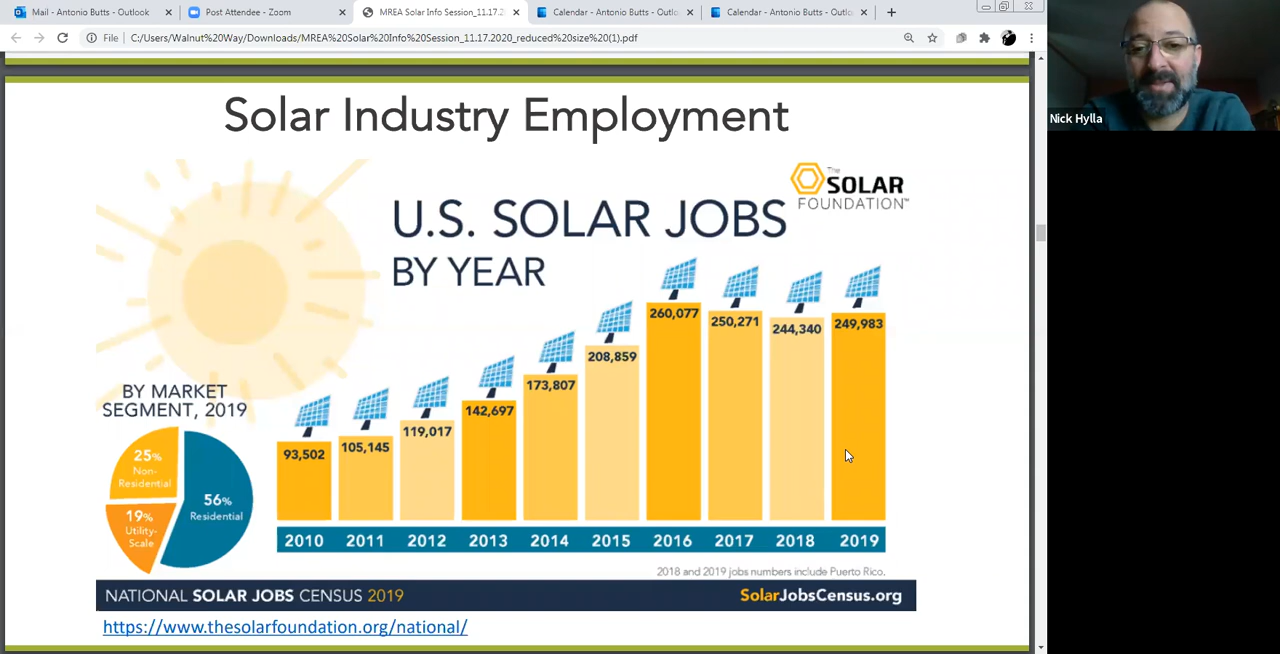 Mail - Antonio Butts - Outlook
Post Attendee - Zoom
MREA Solar Info Session_11.17.2
Calendar - Antonio Butts - Outlo
Calendar - Antonio Butts - Outlo
File
C:/Users/Walnut%20Way/Downloads/MREA%20Solar%20Info%20Session_11.17.2020_reduced%20size%20(1).pdf
Nick Hylla
Solar Industry Employment
The
SOLAR
FOUNDATION™
U.S. SOLAR JOBS
BY YEAR
260,077
250,271
244,340
249,983
208,859
173,807
142,697
119,017
105,145
93,502
BY MARKET
SEGMENT, 2019
25%
Non-
Residential
56%
Residential
19%
Utility-
Scale
2010 2011 2012 2013 2014 2015 2016 2017 2018 2019
2018 and 2019 jobs numbers include Puerto Rico.
NATIONAL SOLAR JOBS CENSUS 2019
SolarJobsCensus.org
https://www.thesolarfoundation.org/national/